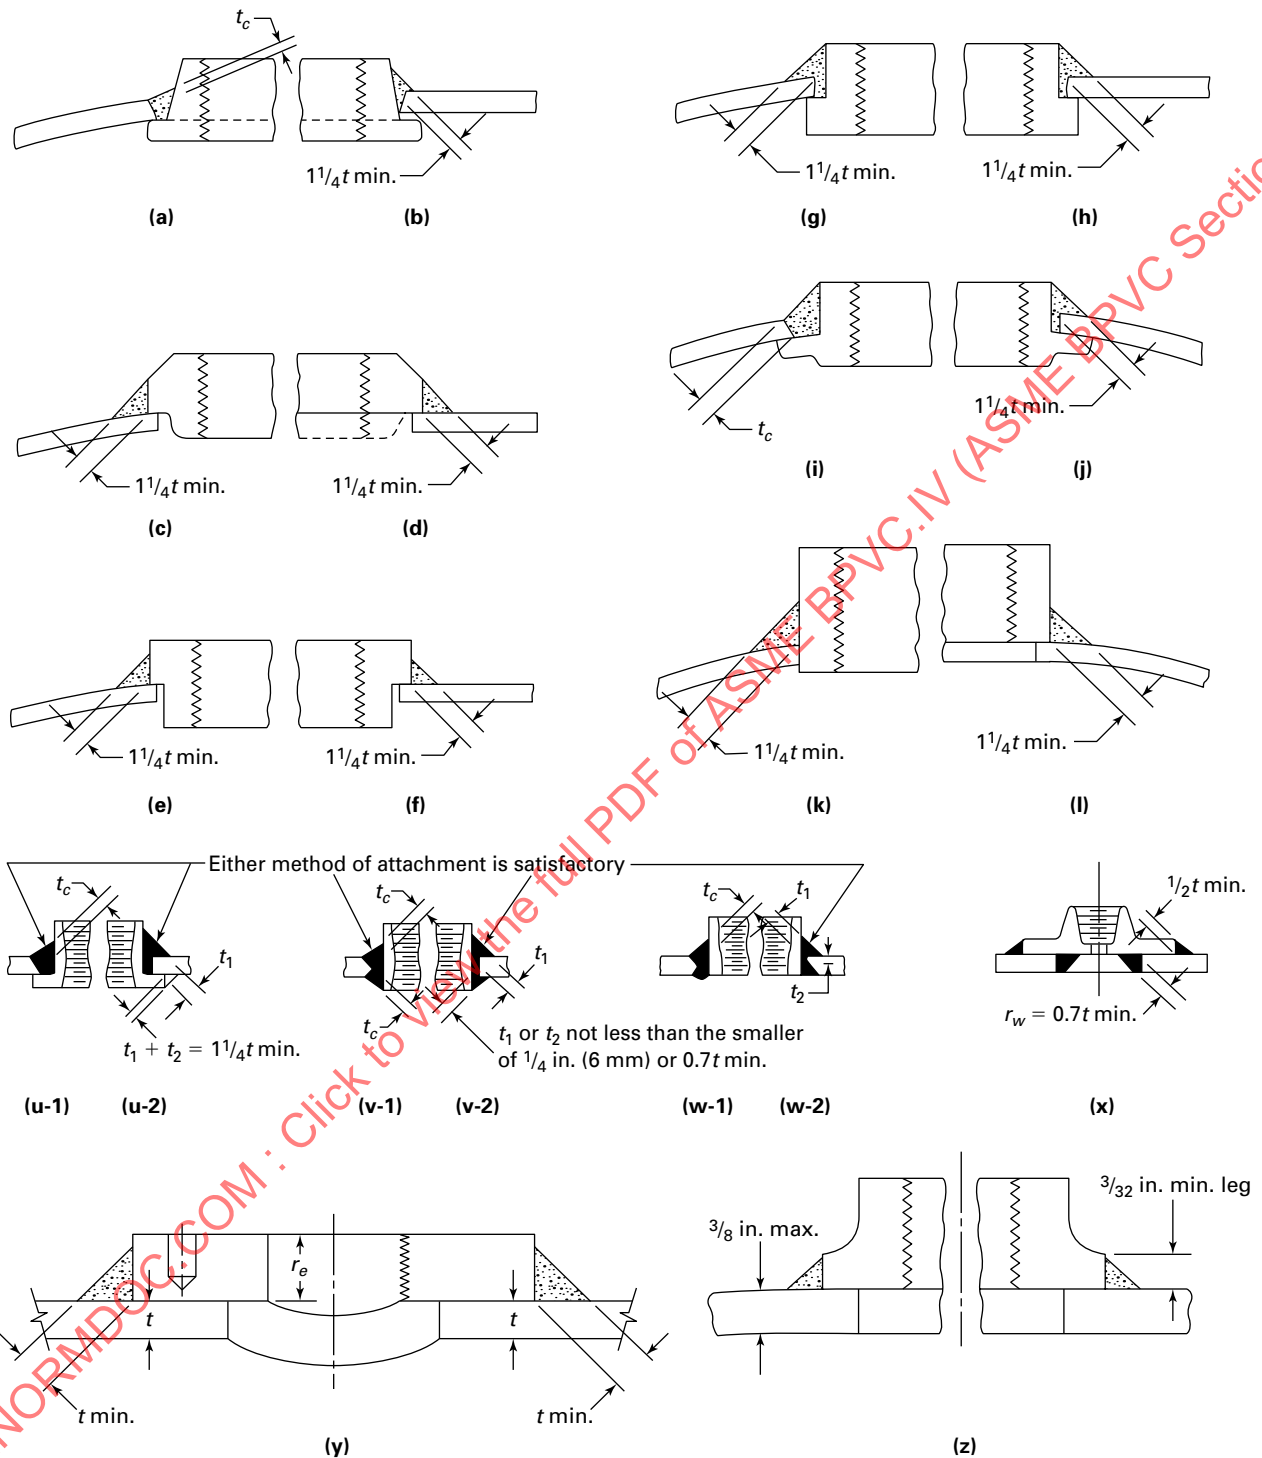 t_c
1 1/4 t min.
(a)
(b)
1 1/4 t min.
1 1/4 t min.
(g)
(h)
1 1/4 t min.
1 1/4 t min.
(c)
(d)
t_c
1 1/4 t min.
(i)
(j)
1 1/4 t min.
1 1/4 t min.
(e)
(f)
1 1/4 t min.
1 1/4 t min.
(k)
(l)
Either method of attachment is satisfactory
t_c
t_1
t_1 + t_2 = 1 1/4 t min.
(u-1)
(u-2)
t_c
t_1
t_c
t_1 or t_2 not less than the smaller
of 1/4 in. (6 mm) or 0.7t min.
(v-1)
(v-2)
t_c
t_1
t_2
(w-1)
(w-2)
1/2 t min.
r_w = 0.7t min.
(x)
r_e
t
t
t min.
t min.
(y)
3/8 in. max.
3/32 in. min. leg
(z)
NORMDOC.COM : Click to view the full PDF of ASME BPVC.IV (ASME BPVC Sectio